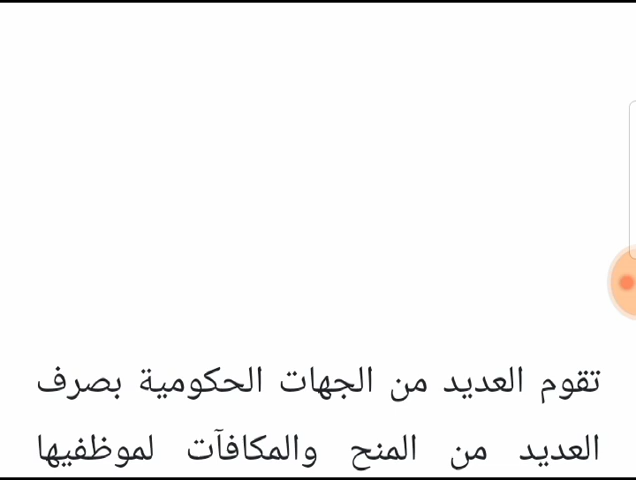 تقوم العديد من الجهات الحكومية بصرف
العديد من المنح والمكافآت لموظفيها